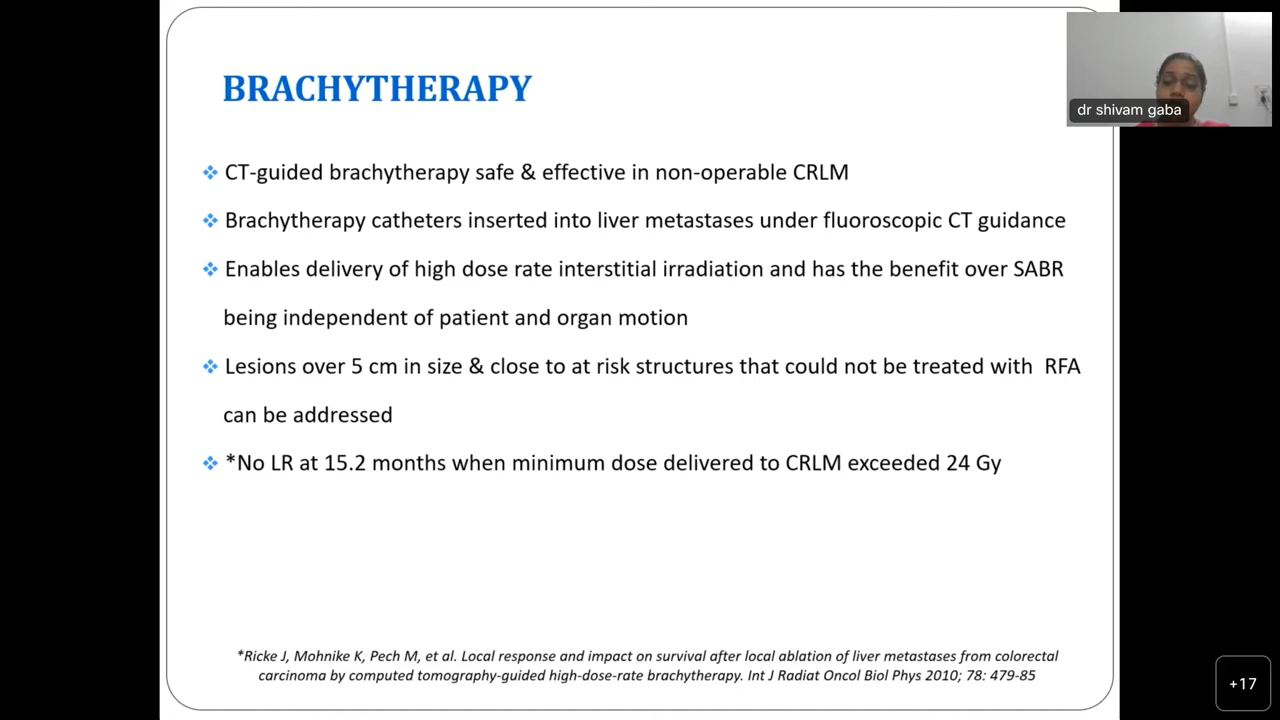 BRACHYTHERAPY
dr shivam gaba
❖ CT-guided brachytherapy safe & effective in non-operable CRLM
❖ Brachytherapy catheters inserted into liver metastases under fluoroscopic CT guidance
❖ Enables delivery of high dose rate interstitial irradiation and has the benefit over SABR
being independent of patient and organ motion
❖ Lesions over 5 cm in size & close to at risk structures that could not be treated with RFA
can be addressed
❖ *No LR at 15.2 months when minimum dose delivered to CRLM exceeded 24 Gy
*Ricke J, Mohnike K, Pech M, et al. Local response and impact on survival after local ablation of liver metastases from colorectal
carcinoma by computed tomography-guided high-dose-rate brachytherapy. Int J Radiat Oncol Biol Phys 2010; 78: 479-85
+17